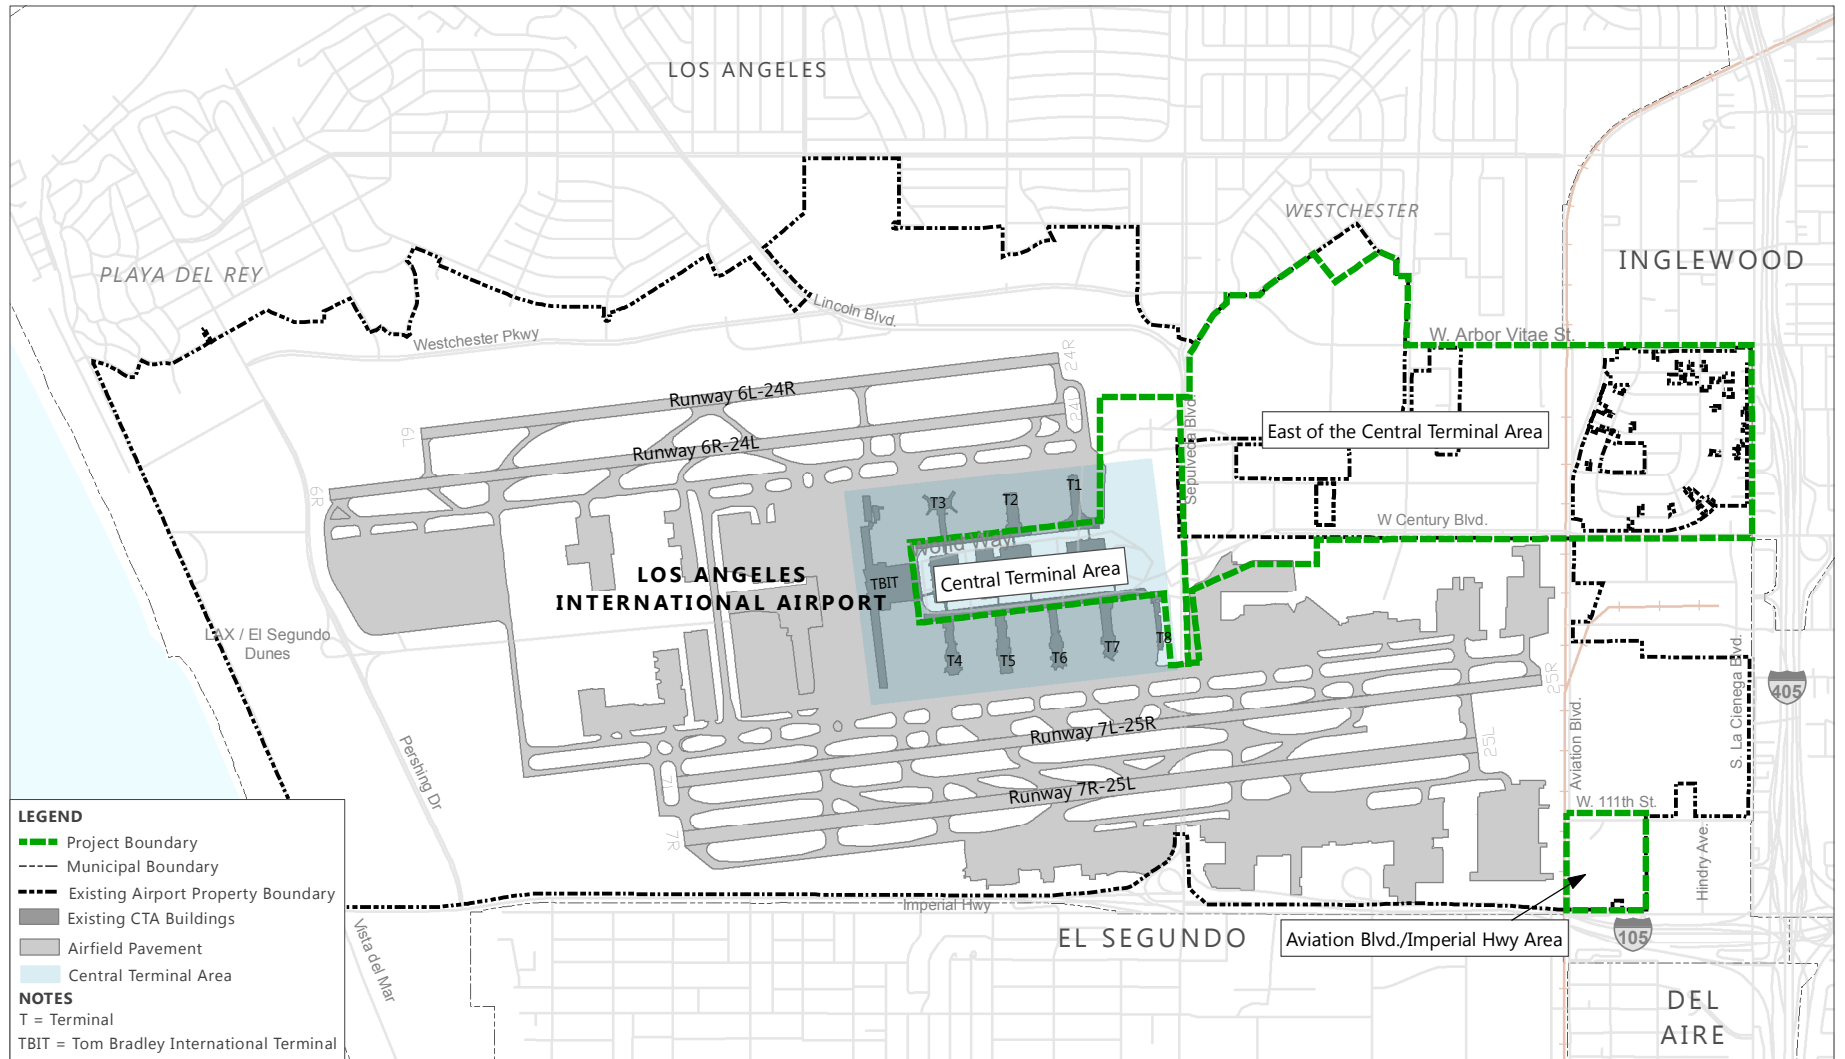 LOS ANGELES
WESTCHESTER
INGLEWOOD
PLAYA DEL REY
Lincoln Blvd.
Westchester Pkwy
W. Arbor Vitae St.
24R
Runway 6L-24R
24L
6L
Runway 6R-24L
Sepulveda Blvd.
East of the Central Terminal Area
6R
T3
T2
T1
W Century Blvd.
World Way
Central Terminal Area
TBIT
LOS ANGELES
INTERNATIONAL AIRPORT
LAX / El Segundo
Dunes
T4
T5
T6
T7
T8
25R
405
S. La Cienega Blvd.
Aviation Blvd.
Runway 7L-25R
25L
Pershing Dr
7L
Runway 7R-25L
7R
W. 111th St.
Hindry Ave.
Imperial Hwy
Vista del Mar
EL SEGUNDO
Aviation Blvd./Imperial Hwy Area
105
DEL
AIRE
LEGEND
Project Boundary
Municipal Boundary
Existing Airport Property Boundary
Existing CTA Buildings
Airfield Pavement
Central Terminal Area
NOTES
T = Terminal
TBIT = Tom Bradley International Terminal